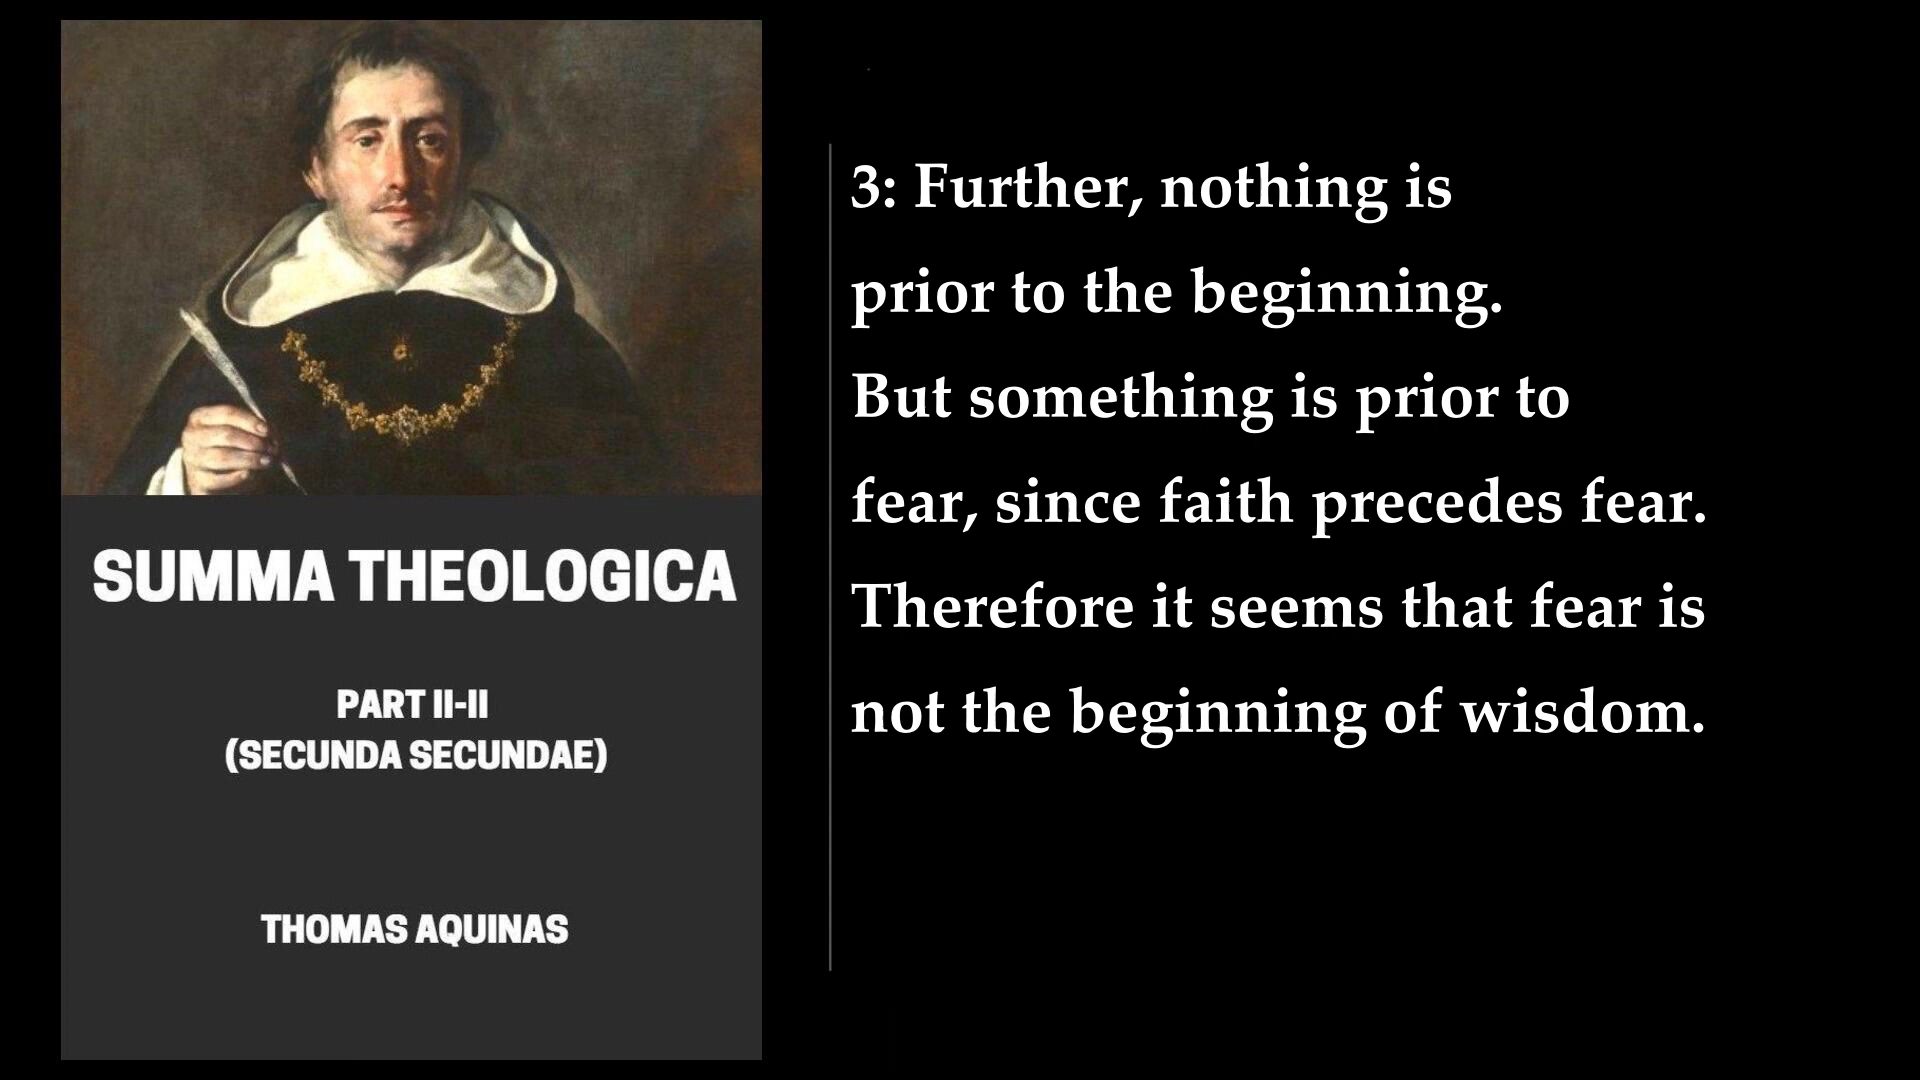 SUMMA THEOLOGICA
PART II-II
(SECUNDA SECUNDAE)
THOMAS AQUINAS
3: Further, nothing is
prior to the beginning.
But something is prior to
fear, since faith precedes fear.
Therefore it seems that fear is
not the beginning of wisdom.